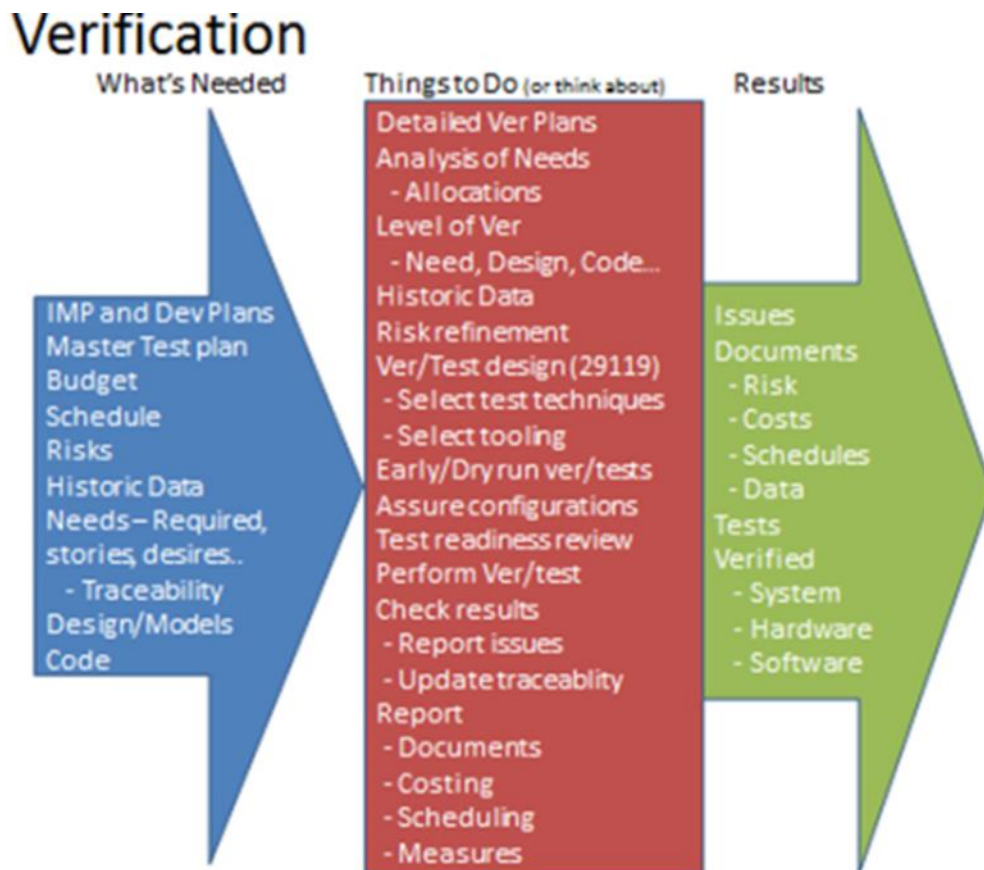 Verification
What's Needed
Things to Do (or think about)
Results
IMP and Dev Plans
Master Test plan
Budget
Schedule
Risks
Historic Data
Needs – Required,
stories, desires..
- Traceability
Design/Models
Code
Detailed Ver Plans
Analysis of Needs
- Allocations
Level of Ver
- Need, Design, Code...
Historic Data
Risk refinement
Ver/Test design (29119)
- Select test techniques
- Select tooling
Early/Dry run ver/tests
Assure configurations
Test readiness review
Perform Ver/test
Check results
- Report issues
- Update traceablity
Report
- Documents
- Costing
- Scheduling
- Measures
Issues
Documents
- Risk
- Costs
- Schedules
- Data
Tests
Verified
- System
- Hardware
- Software